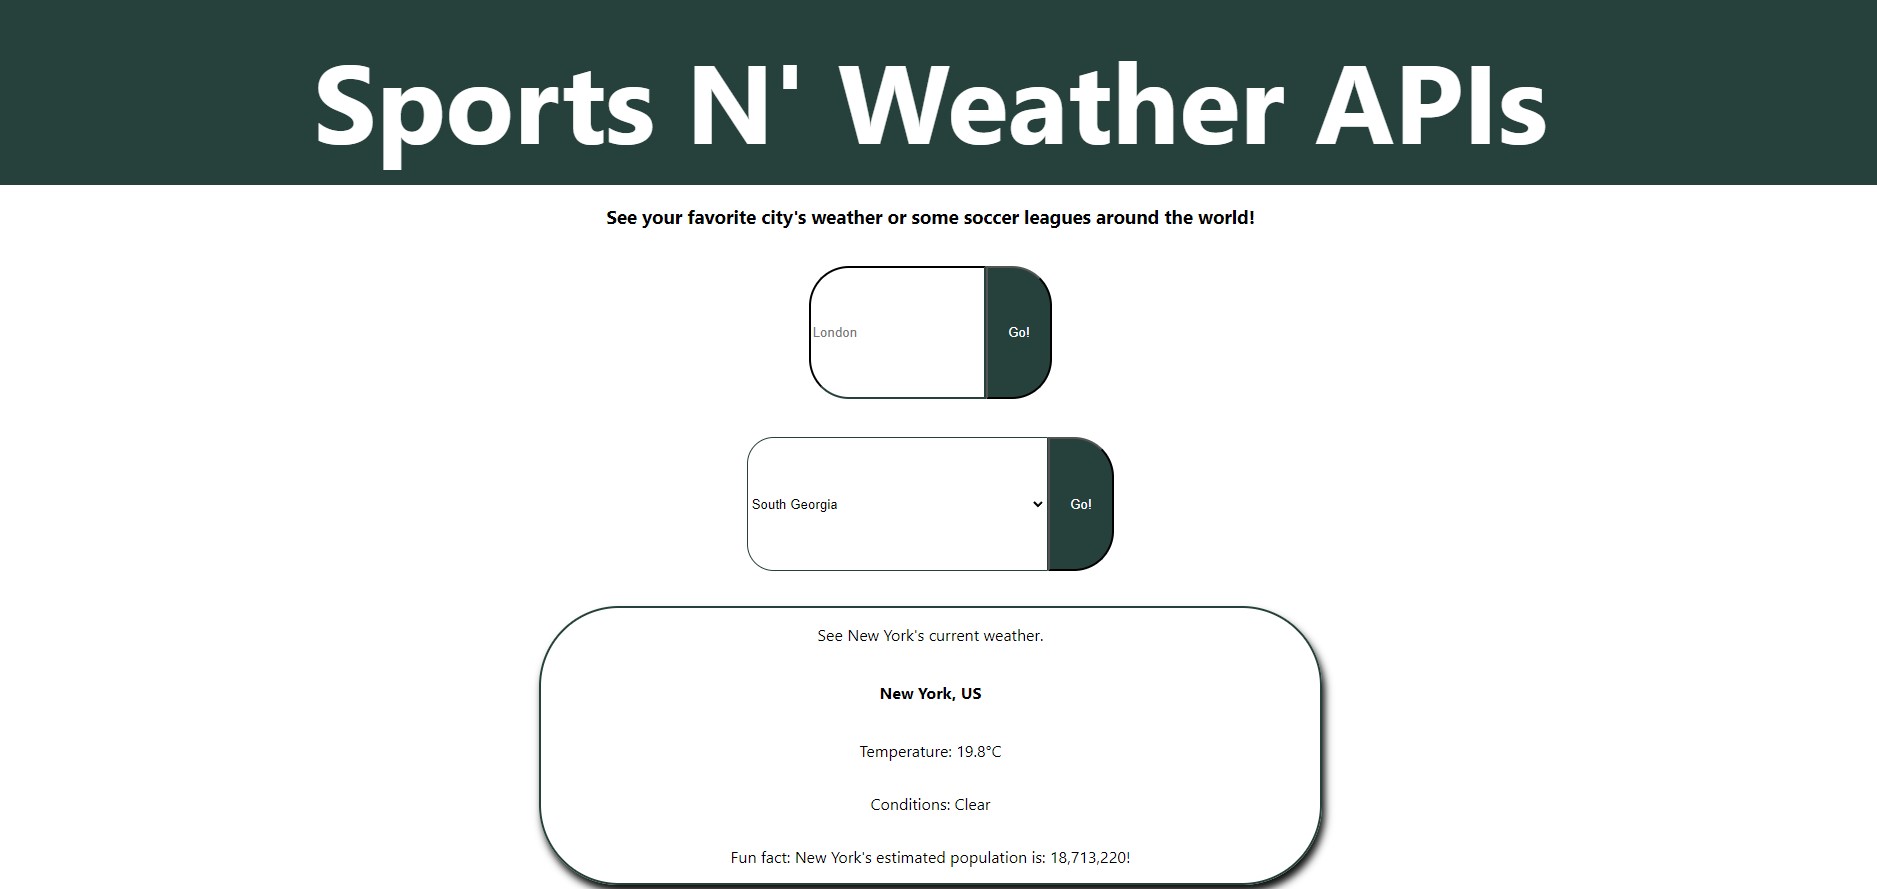 Sports N' Weather APIs
See your favorite city's weather or some soccer leagues around the world!
London
Go!
South Georgia
Go!
See New York's current weather.
New York, US
Temperature: 19.8°C
Conditions: Clear
Fun fact: New York's estimated population is: 18,713,220!